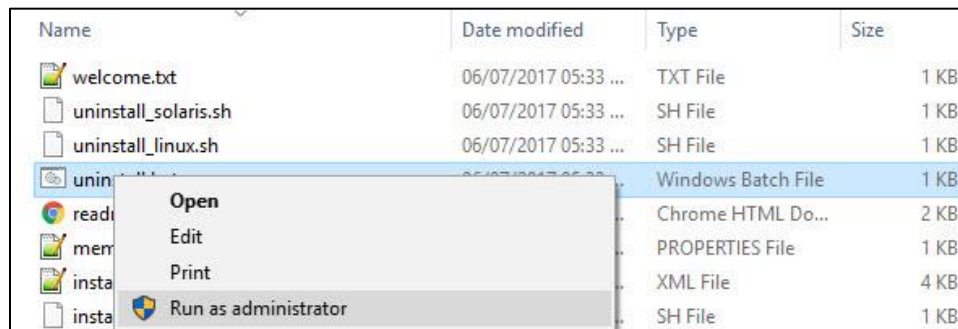 Name Date modified Type Size
welcome.txt 06/07/2017 05:33 ... TXT File 1 KB
uninstall_solaris.sh 06/07/2017 05:33 ... SH File 1 KB
uninstall_linux.sh 06/07/2017 05:33 ... SH File 1 KB
Windows Batch File 1 KB
Open
Chrome HTML Do... 2 KB
Edit
PROPERTIES File 1 KB
Print
insta XML File 4 KB
insta Run as administrator SH File 1 KB